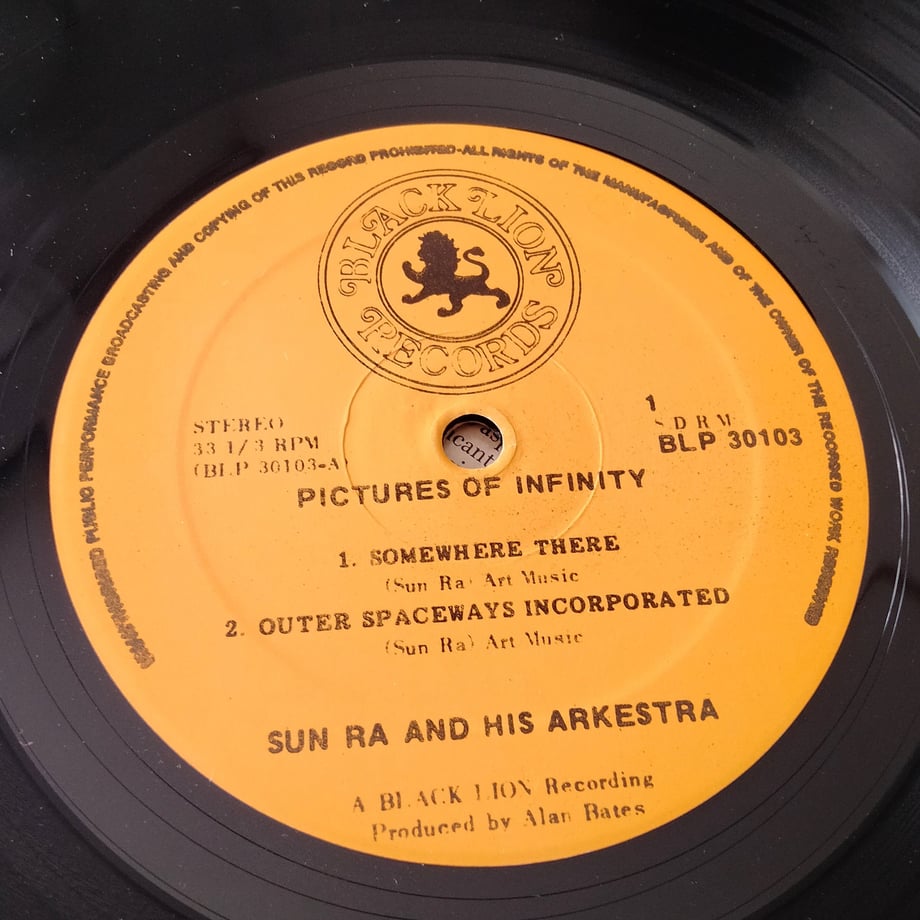 UNAUTHORISED PUBLIC PERFORMANCE BROADCASTING AND COPYING OF THIS RECORD PROHIBITED-ALL RIGHTS OF THE MANUFACTURER AND OF THE OWNER OF THE RECORDED WORK RESERVED
BLACK LION
RECORDS
STEREO
33 1/3 RPM
(BLP 30103-A
1
S D R M
BLP 30103
as
icant
PICTURES OF INFINITY
1. SOMEWHERE THERE
(Sun Ra) Art Music
2. OUTER SPACEWAYS INCORPORATED
(Sun Ra) Art Music
SUN RA AND HIS ARKESTRA
A BLACK LION Recording
Produced by Alan Bates